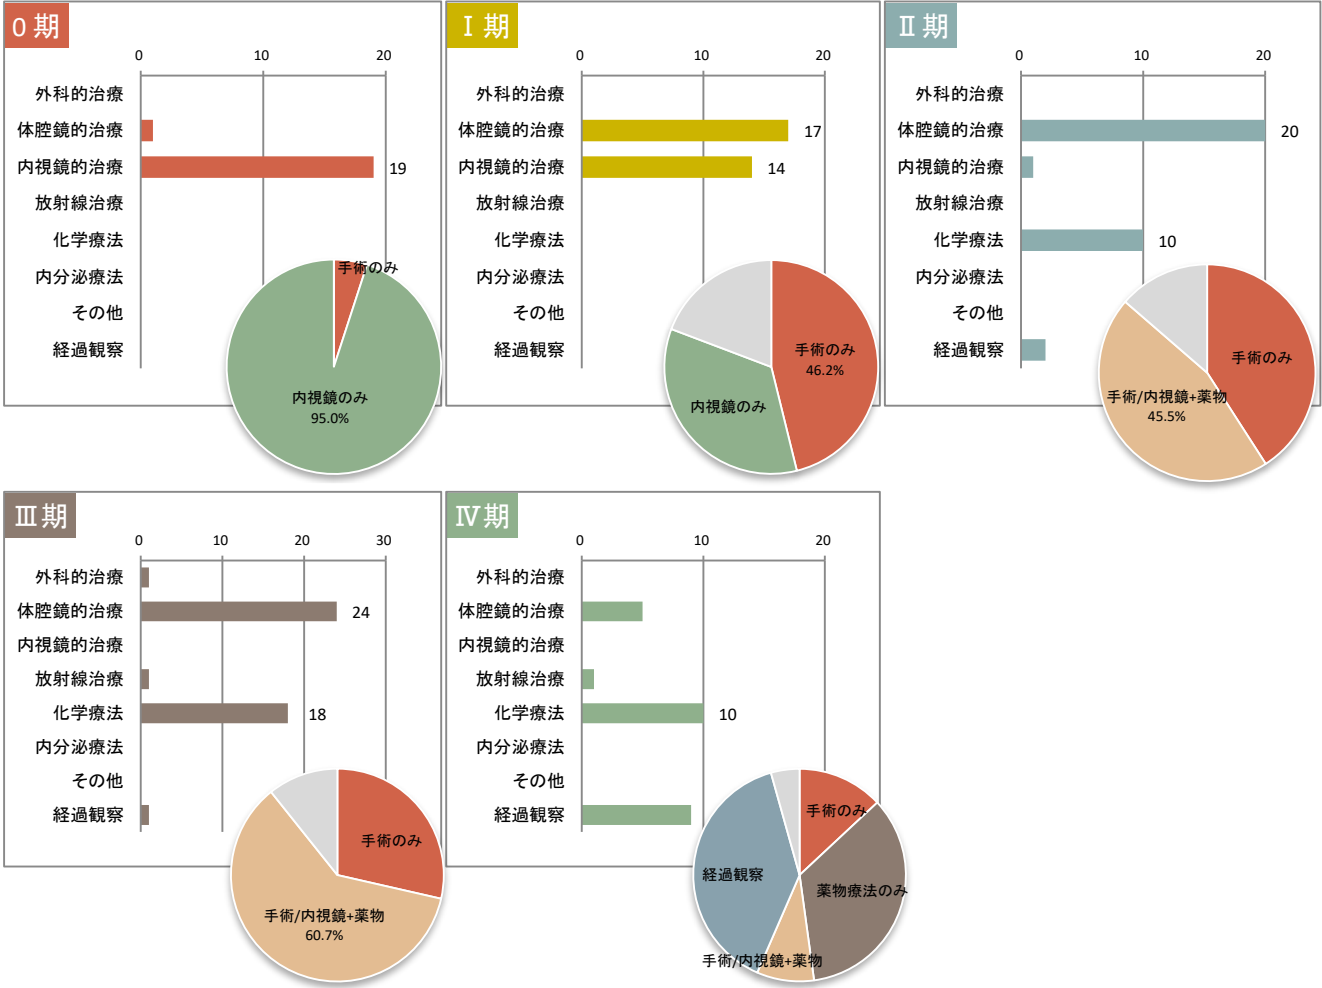 0 期
0 10 20
外科的治療
体腔鏡的治療
内視鏡的治療 19
放射線治療
化学療法
内分泌療法
その他
経過観察
手術のみ
内視鏡のみ
95.0%
Ⅰ 期
0 10 20
外科的治療
体腔鏡的治療 17
内視鏡的治療 14
放射線治療
化学療法
内分泌療法
その他
経過観察
手術のみ
46.2%
内視鏡のみ
Ⅱ 期
0 10 20
外科的治療
体腔鏡的治療 20
内視鏡的治療
放射線治療
化学療法 10
内分泌療法
その他
経過観察
手術のみ
手術/内視鏡+薬物
45.5%
Ⅲ 期
0 10 20 30
外科的治療
体腔鏡的治療 24
内視鏡的治療
放射線治療
化学療法 18
内分泌療法
その他
経過観察
手術のみ
手術/内視鏡+薬物
60.7%
Ⅳ 期
0 10 20
外科的治療
体腔鏡的治療
内視鏡的治療
放射線治療
化学療法 10
内分泌療法
その他
経過観察
手術のみ
経過観察
薬物療法のみ
手術/内視鏡+薬物